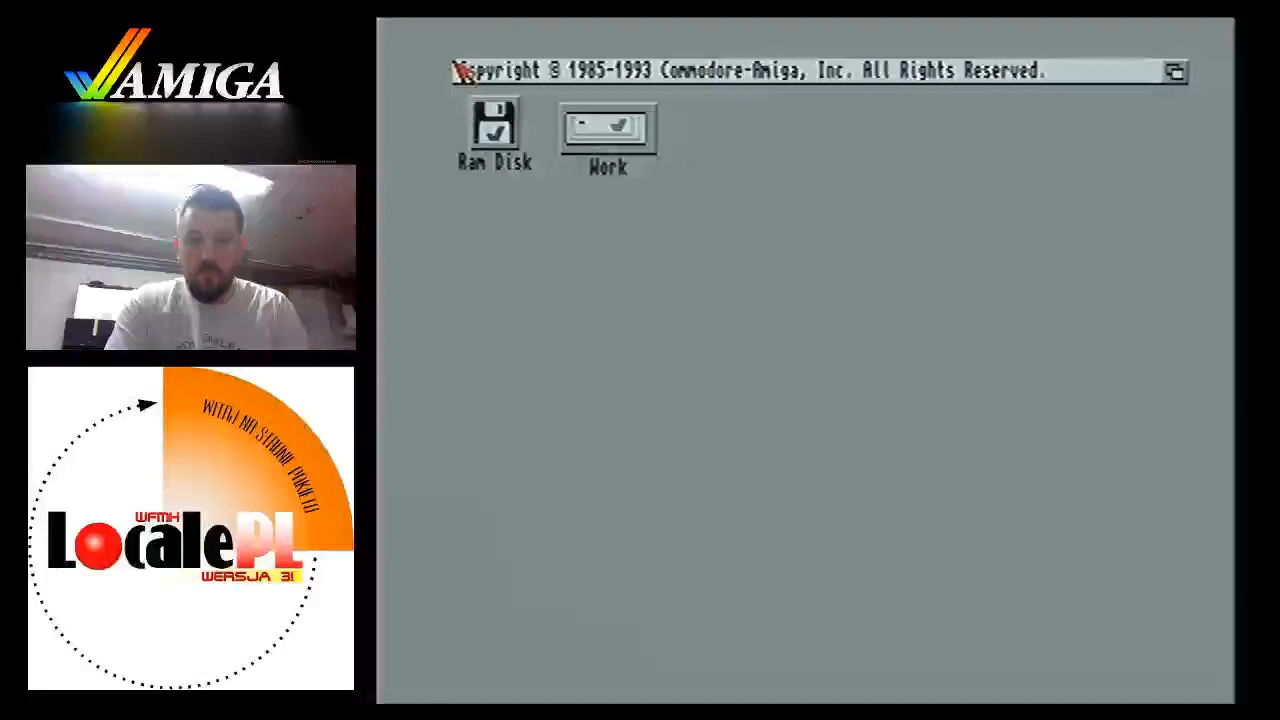 AMIGA
Copyright © 1985-1993 Commodore-Amiga, Inc. All Rights Reserved.
Ram Disk
Work
WITAJ NA STRONIE PAKIETU
WFMH
LocalePL
WERSJA 3!